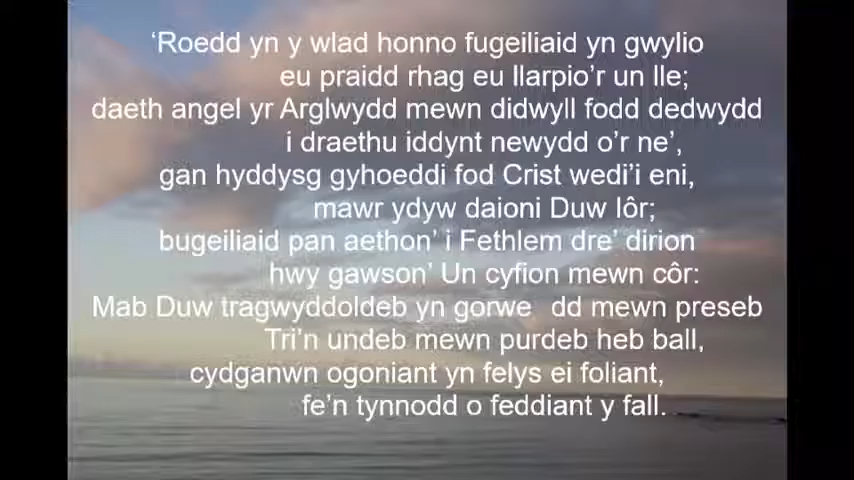 ‘Roedd yn y wlad honno fugeiliaid yn gwylio
eu praidd rhag eu llarpio’r un lle;
daeth angel yr Arglwydd mewn didwyll fodd dedwydd
i draethu iddynt newydd o’r ne’,
gan hyddysg gyhoeddi fod Crist wedi’i eni,
mawr ydyw daioni Duw Iôr;
bugeiliaid pan aethon’ i Fethlem dre’ dirion
hwy gawson’ Un cyfion mewn côr:
Mab Duw tragwyddoldeb yn gorwe dd mewn preseb
Tri’n undeb mewn purdeb heb ball,
cydganwn ogoniant yn felys ei foliant,
fe’n tynnodd o feddiant y fall.